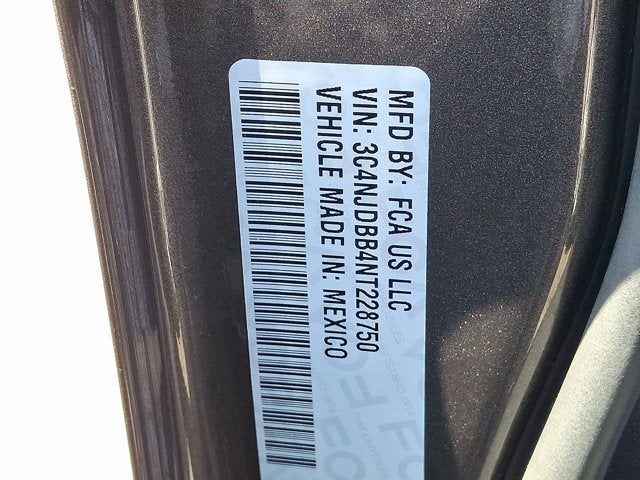 MFD BY: FCA US LLC
VIN: 3C4NJDBB4NT228750
VEHICLE MADE IN: MEXICO